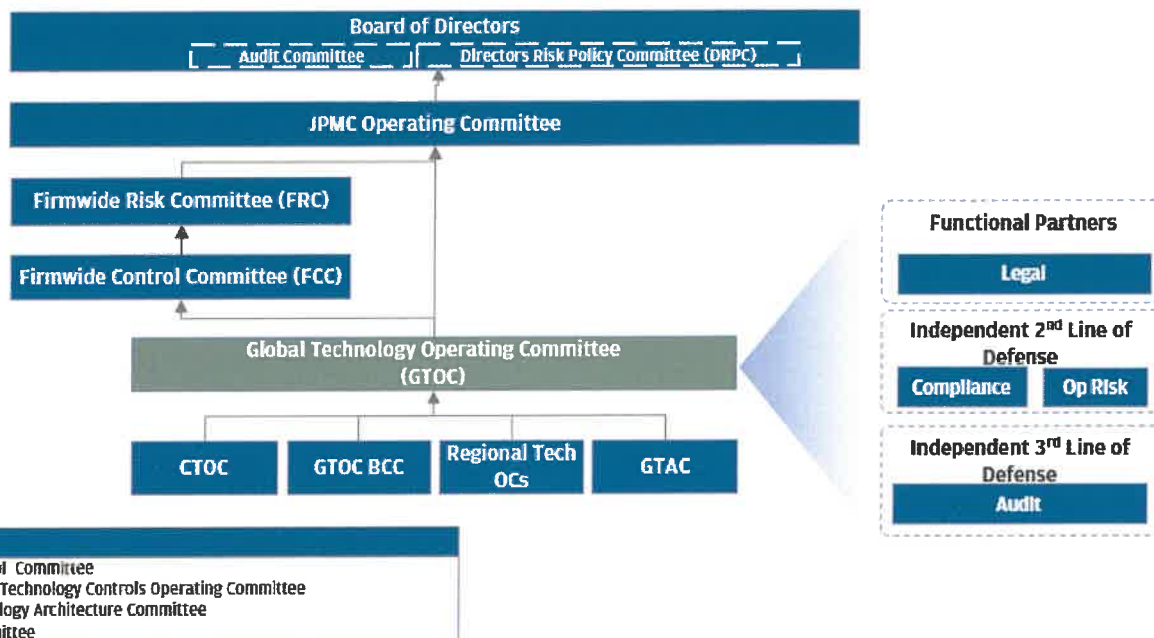 Board of Directors
Audit Committee
Directors Risk Policy Committee (DRPC)
JPMC Operating Committee
Firmwide Risk Committee (FRC)
Firmwide Control Committee (FCC)
Global Technology Operating Committee
(GTOC)
CTOC
GTOC BCC
Regional Tech
OCs
GTAC
Functional Partners
Legal
Independent 2nd Line of
Defense
Compliance
Op Risk
Independent 3rd Line of
Defense
Audit
Committee
Technology Controls Operating Committee
Architecture Committee